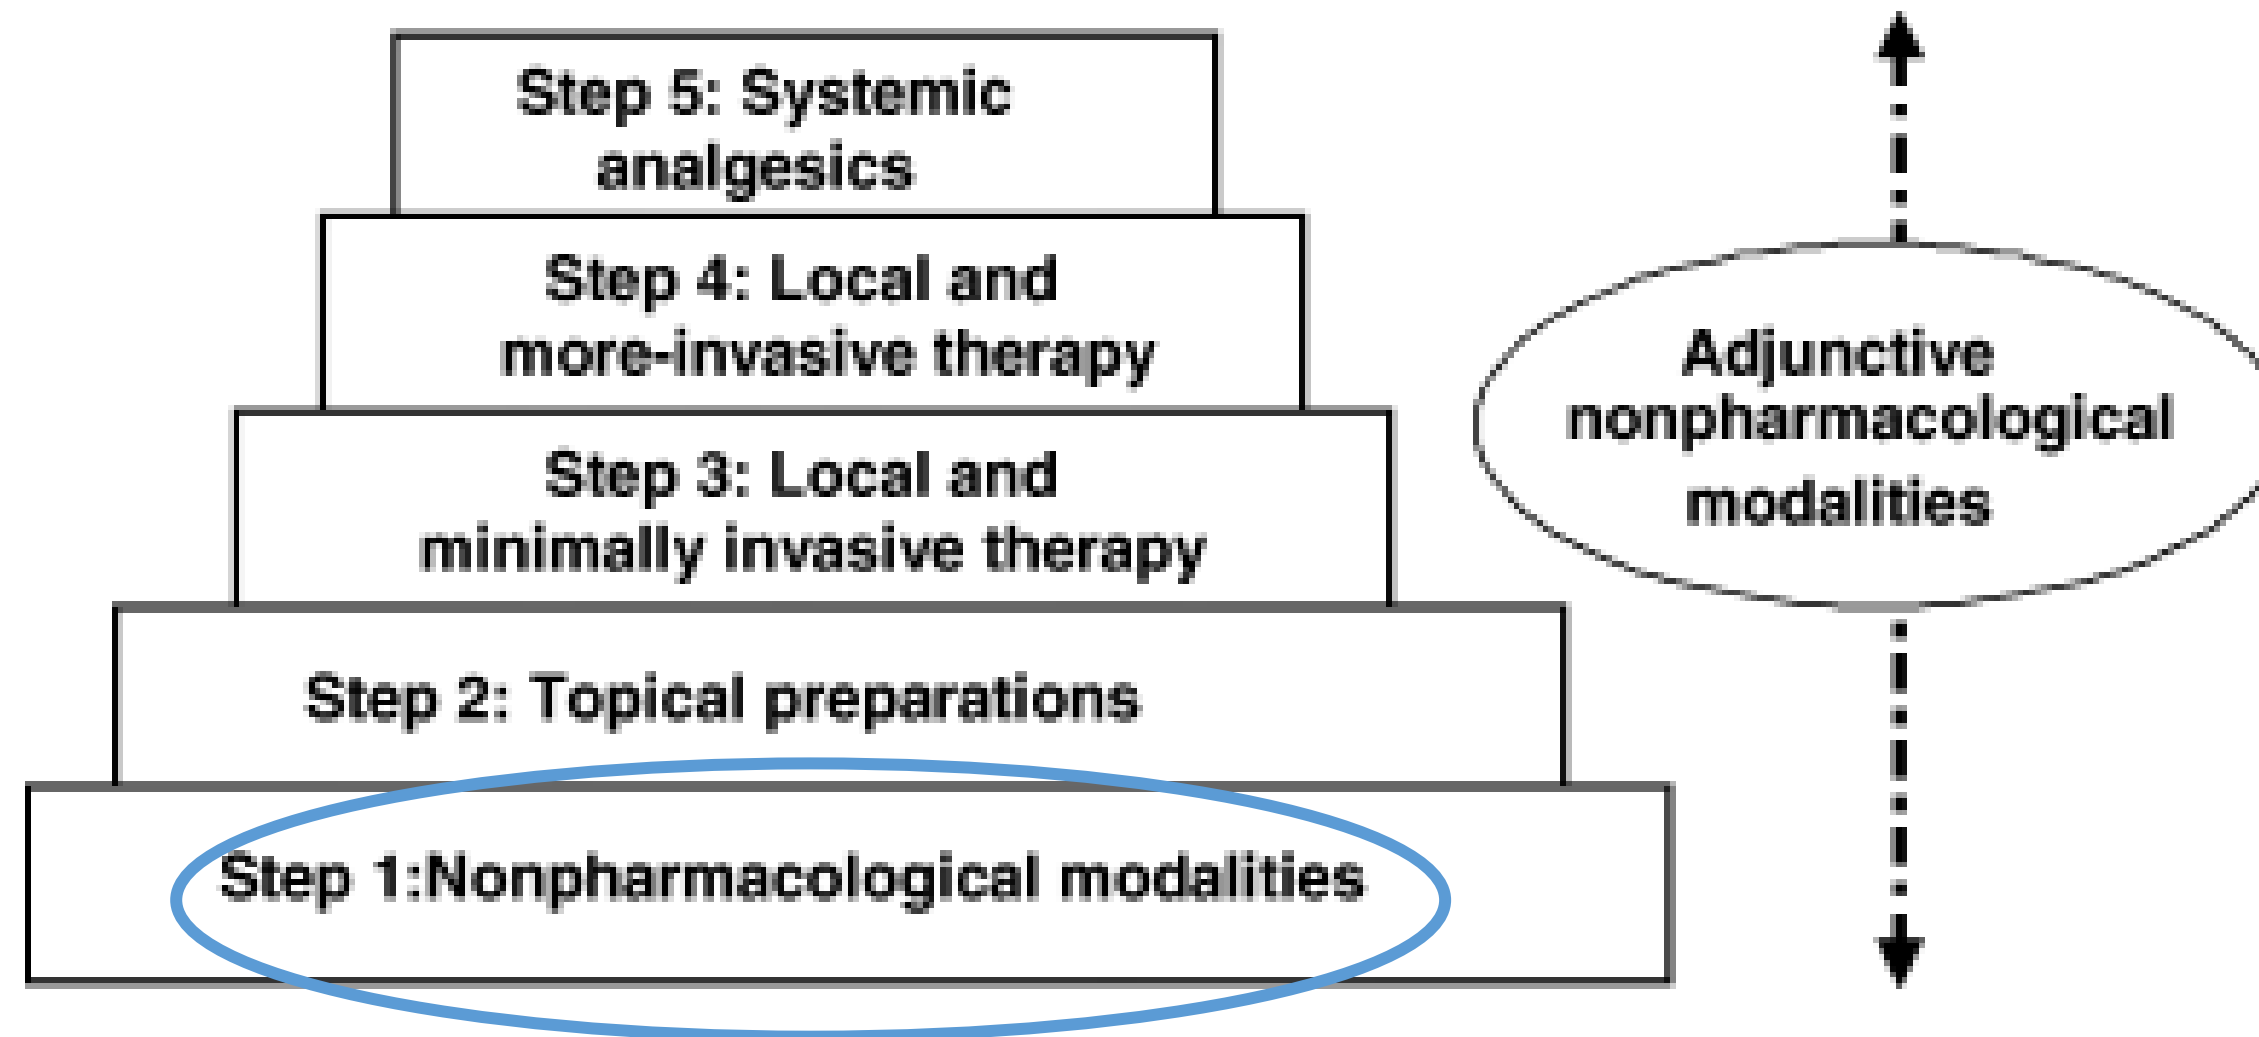 Step 5: Systemic
analgesics
Step 4: Local and
more-invasive therapy
Step 3: Local and
minimally invasive therapy
Step 2: Topical preparations
Step 1:Nonpharmacological modalities
Adjunctive
nonpharmacological
modalities